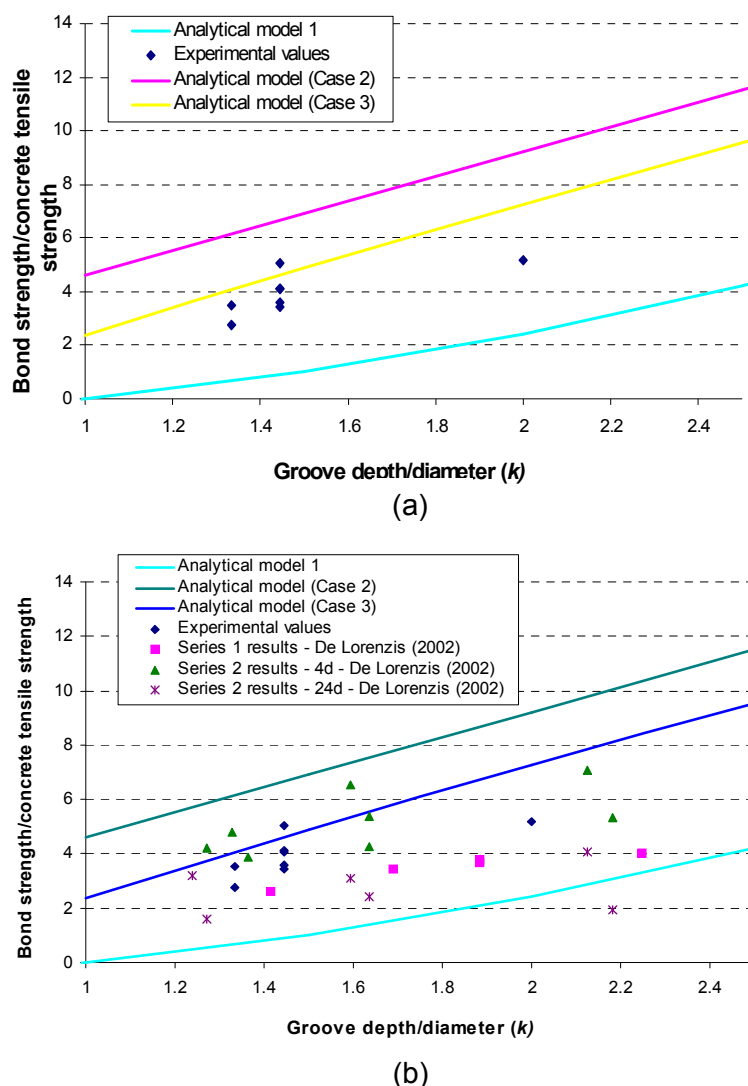 14
12
10
8
6
4
2
0
Bond strength/concrete tensile
strength
Analytical model 1
Experimental values
Analytical model (Case 2)
Analytical model (Case 3)
1
1.2
1.4
1.6
1.8
2
2.2
2.4
Groove depth/diameter (k)
(a)
14
12
10
8
6
4
2
0
Bond strength/concrete tensile strength
Analytical model 1
Analytical model (Case 2)
Analytical model (Case 3)
Experimental values
Series 1 results - De Lorenzis (2002)
Series 2 results - 4d - De Lorenzis (2002)
Series 2 results - 24d - De Lorenzis (2002)
1
1.2
1.4
1.6
1.8
2
2.2
2.4
Groove depth/diameter (k)
(b)